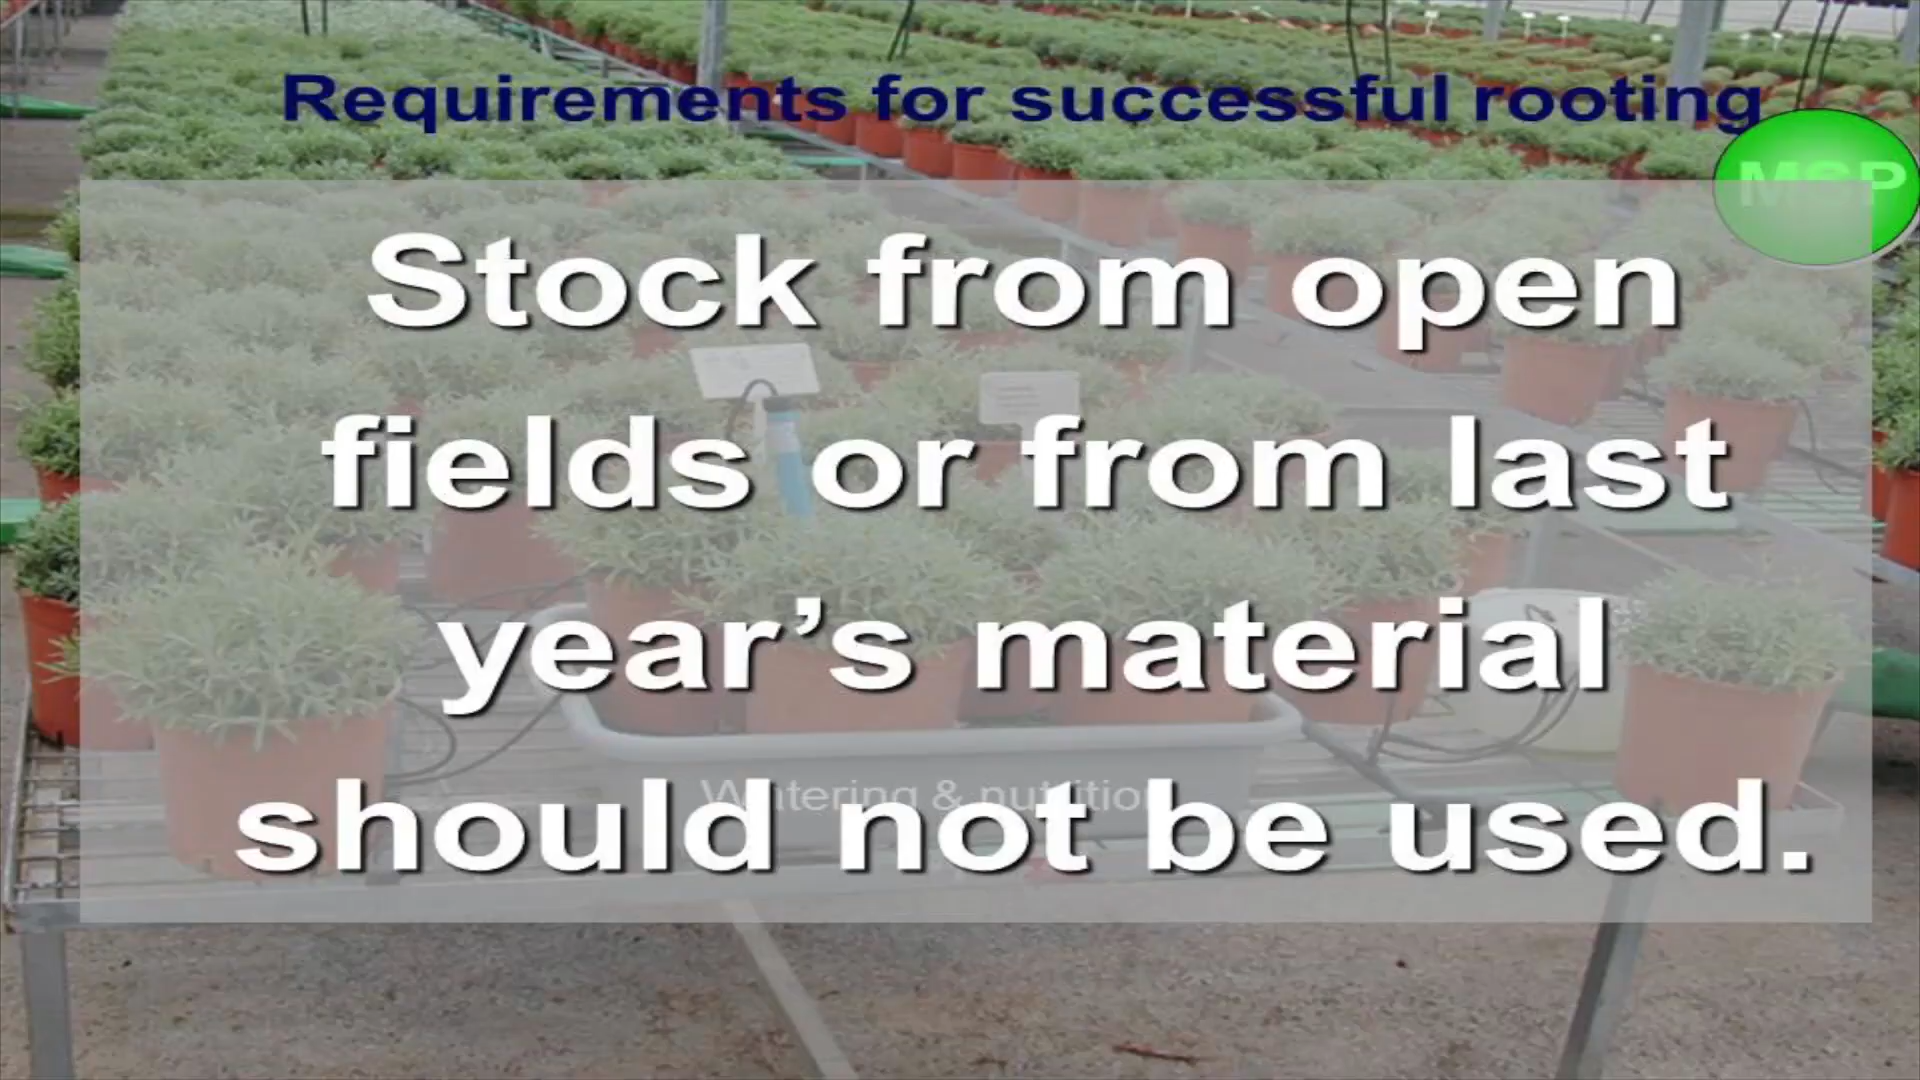 Requirements for successful rooting
MSP
Stock from open
fields or from last
year’s material
Watering & nutrition
should not be used.